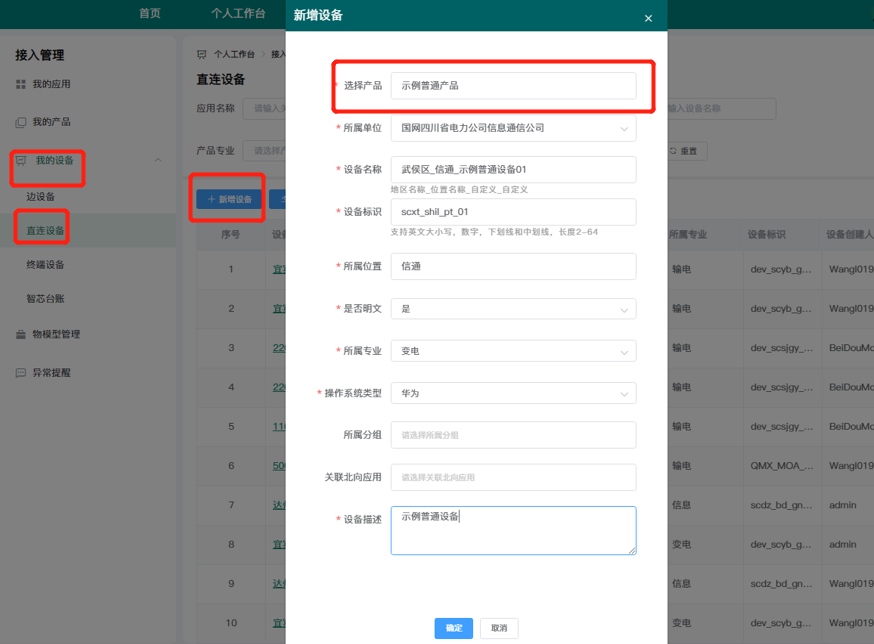 首页 个人工作台
新增设备 ×
接入管理
个人工作台 > 接入
我的应用
直连设备
我的产品
应用名称 请输入
输入设备名称
产品专业 请选择
重置
我的设备
边设备
直连设备
终端设备
智芯台账
物模型管理
异常提醒
+ 新增设备
* 选择产品 示例普通产品
* 所属单位 国网四川省电力公司信息通信公司
* 设备名称 武侯区_信通_示例普通设备01
地区名称_位置名称_自定义_自定义
* 设备标识 scxt_shil_pt_01
支持英文大小写，数字，下划线和中划线，长度2-64
* 所属位置 信通
* 是否明文 是
* 所属专业 变电
* 操作系统类型 华为
所属分组 请选择所属分组
关联北向应用 请选择关联北向应用
* 设备描述 示例普通设备
确定 取消
序号 设备 所属专业 设备标识 设备创建人
1 宜宾 输电 dev_scyb_g... Wangl019
2 宜宾 输电 dev_scyb_g... Wangl019
3 220 输电 dev_scsjgy_... BeiDouMo
4 220 输电 dev_scsjgy_... BeiDouMo
5 110 输电 dev_scsjgy_... BeiDouMo
6 500 输电 QMX_MOA_... Wangl019
7 达州 信息 scdz_bd_gn... admin
8 宜宾 变电 dev_scyb_g... admin
9 达州 信息 scdz_bd_gn... Wangl019
10 宜宾 变电 dev_scyb_g... Wangl019